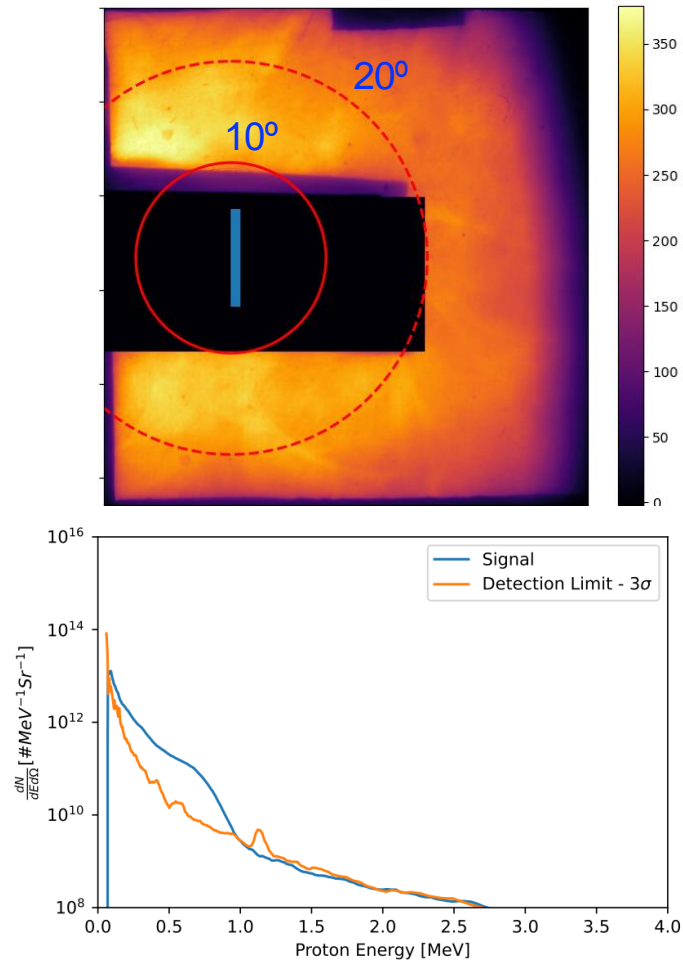 20º
10º
350
300
250
200
150
100
50
0
10^16
10^14
10^12
10^10
10^8
dN/dEdΩ [#MeV^-1Sr^-1]
Signal
Detection Limit - 3σ
0.0 0.5 1.0 1.5 2.0 2.5 3.0 3.5 4.0
Proton Energy [MeV]